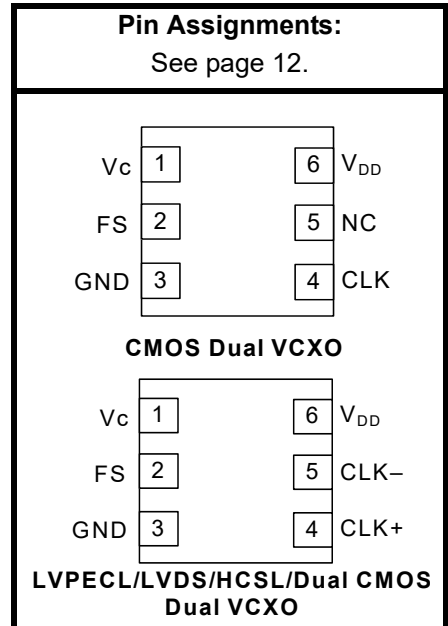 Pin Assignments:
See page 12.
Vc 1 6 VDD
FS 2 5 NC
GND 3 4 CLK
CMOS Dual VCXO
Vc 1 6 VDD
FS 2 5 CLK–
GND 3 4 CLK+
LVPECL/LVDS/HCSL/Dual CMOS
Dual VCXO